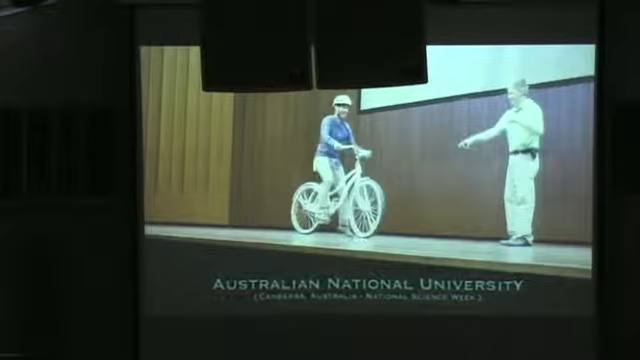 AUSTRALIAN NATIONAL UNIVERSITY
(CANBERRA, AUSTRALIA - NATIONAL SCIENCE WEEK)